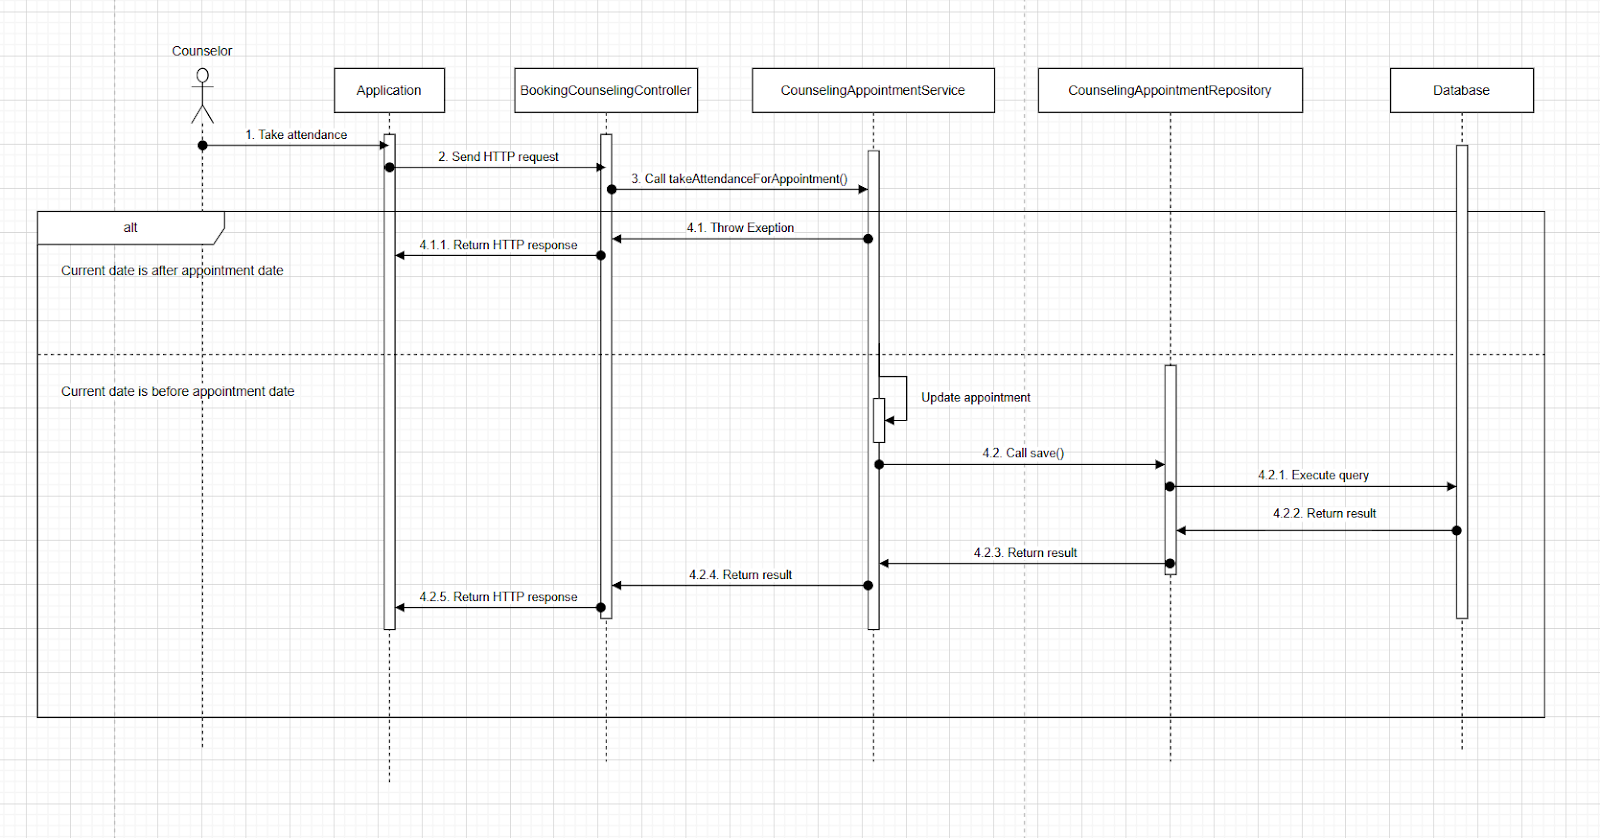 Counselor
Application
BookingCounselingController
CounselingAppointmentService
CounselingAppointmentRepository
Database
1. Take attendance
2. Send HTTP request
3. Call takeAttendanceForAppointment()
alt
4.1. Throw Exeption
4.1.1. Return HTTP response
Current date is after appointment date
Current date is before appointment date
Update appointment
4.2. Call save()
4.2.1. Execute query
4.2.2. Return result
4.2.3. Return result
4.2.4. Return result
4.2.5. Return HTTP response